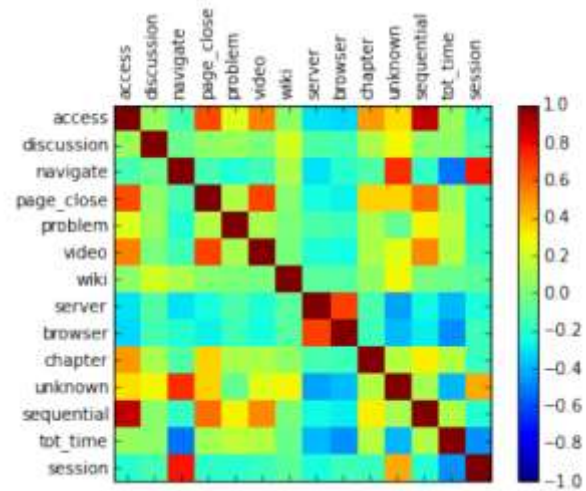 access
discussion
navigate
page_close
problem
video
wiki
server
browser
chapter
unknown
sequential
tot_time
session
access
discussion
navigate
page_close
problem
video
wiki
server
browser
chapter
unknown
sequential
tot_time
session
1.0
0.8
0.6
0.4
0.2
0.0
−0.2
−0.4
−0.6
−0.8
−1.0